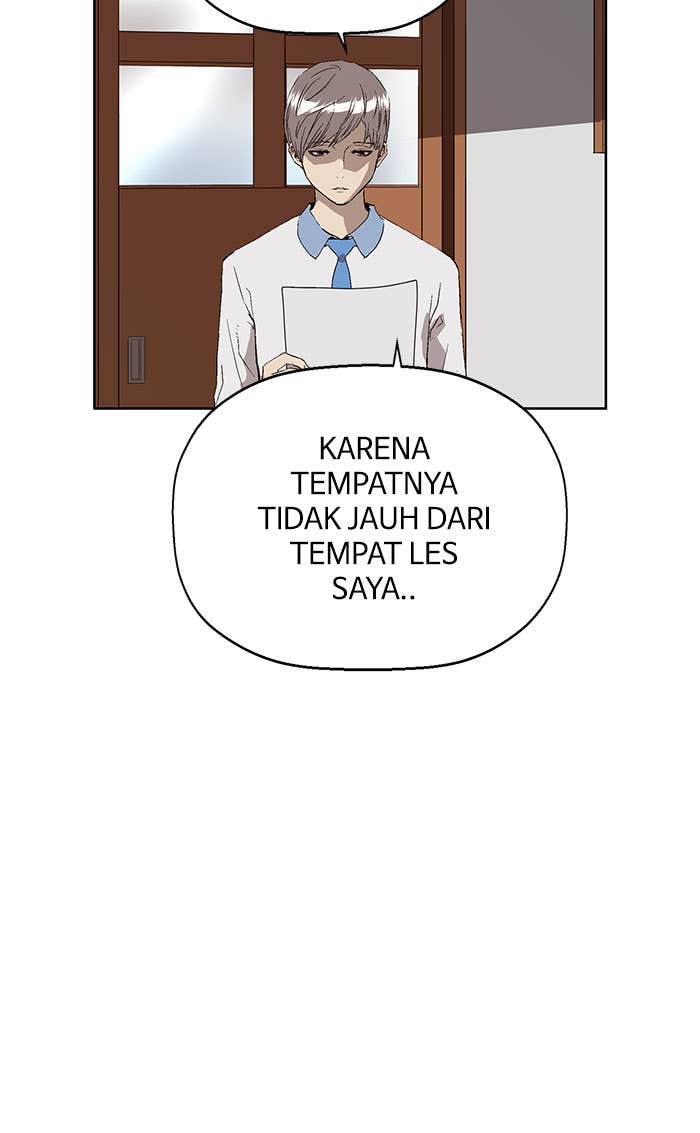 KARENA
TEMPATNYA
TIDAK JAUH DARI
TEMPAT LES
SAYA..